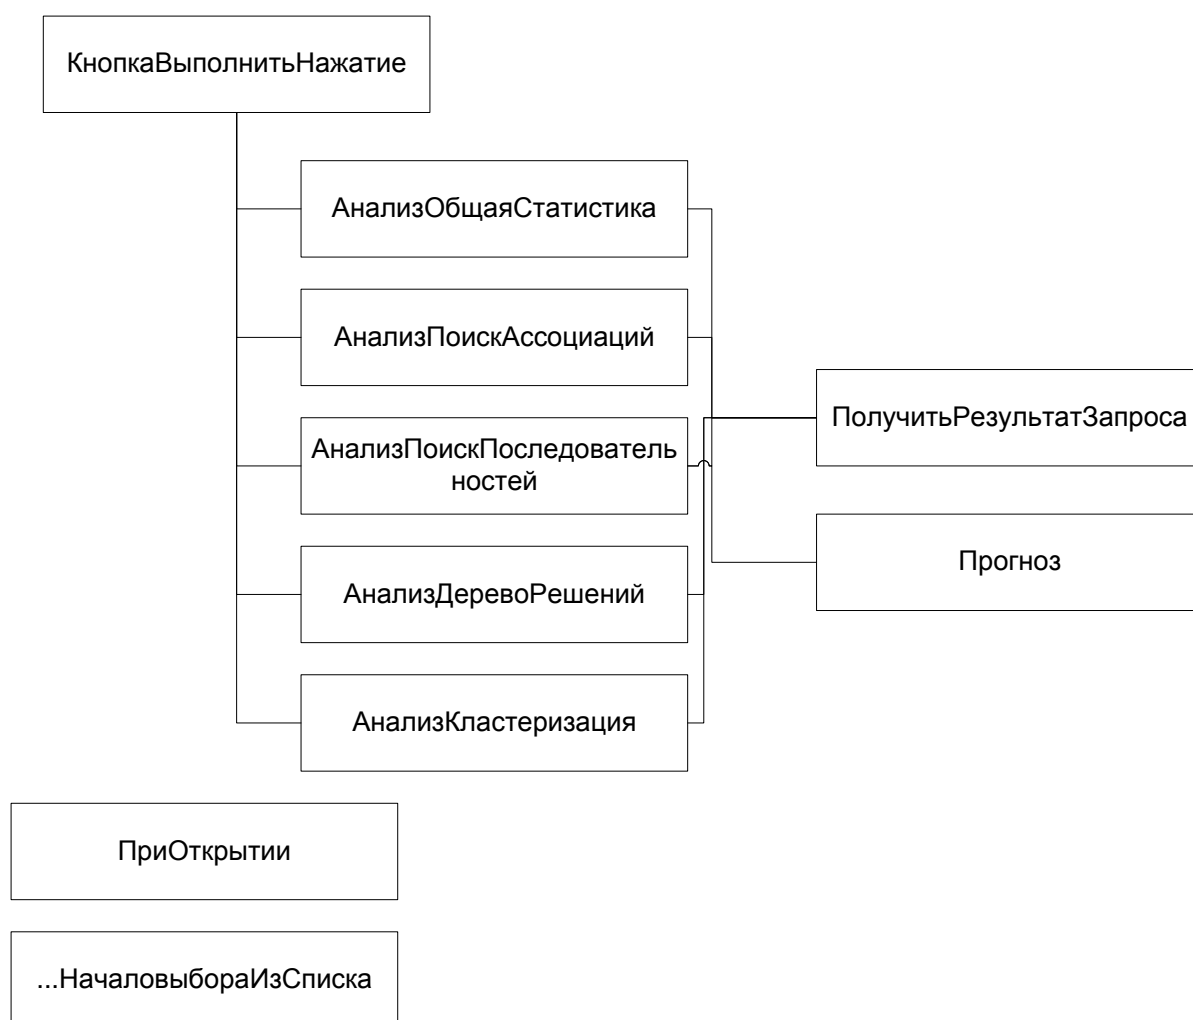 КнопкаВыполнитьНажатие
АнализОбщаяСтатистика
АнализПоискАссоциаций
АнализПоискПоследователь
ностей
АнализДеревоРешений
АнализКластеризация
ПолучитьРезультатЗапроса
Прогноз
ПриОткрытии
...НачаловыбораИзСписка